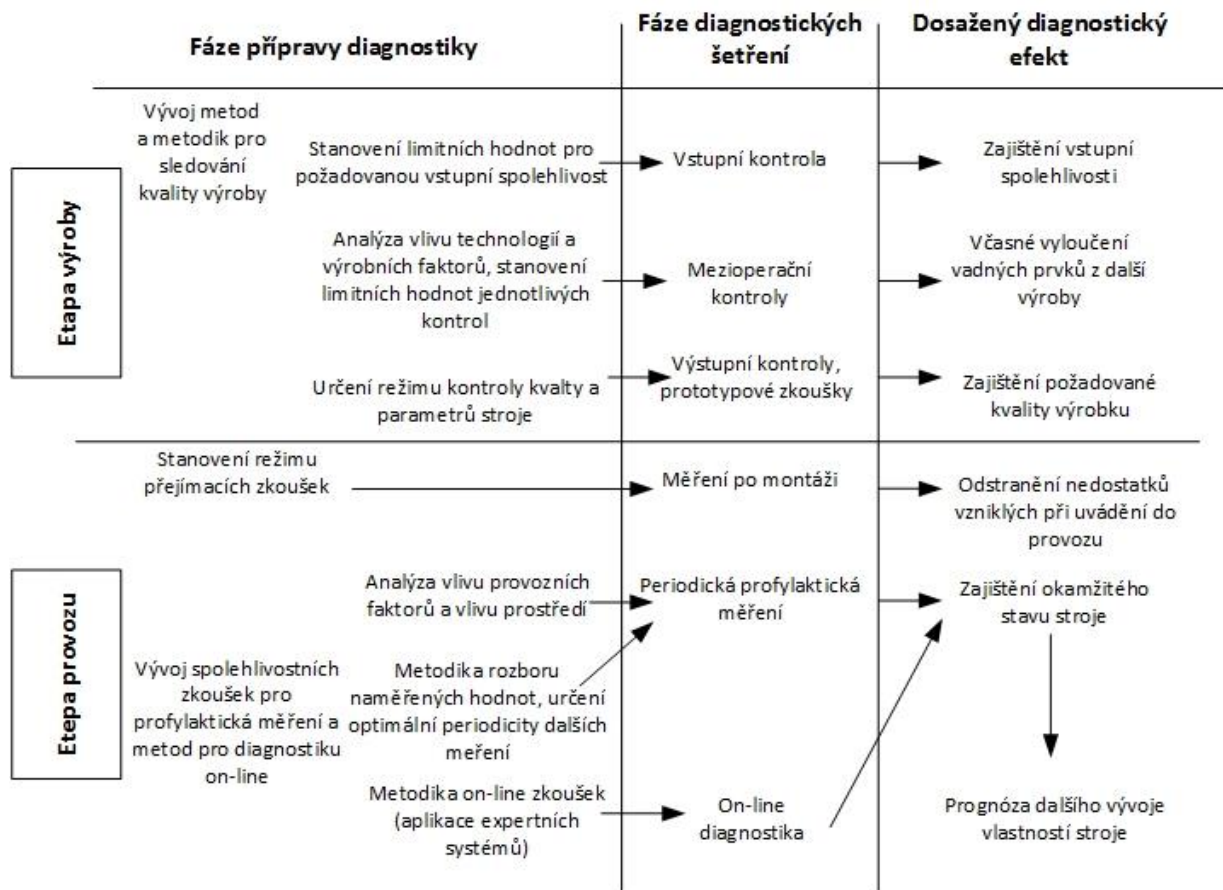 Fáze přípravy diagnostiky
Fáze diagnostických
šetření
Dosažený diagnostický
efekt
Etapa výroby
Vývoj metod
a metodik pro
sledování
kvality výroby
Stanovení limitních hodnot pro
požadovanou vstupní spolehlivost
Vstupní kontrola
Zajištění vstupní
spolehlivosti
Analýza vlivu technologií a
výrobních faktorů, stanovení
limitních hodnot jednotlivých
kontrol
Mezioperační
kontroly
Včasné vyloučení
vadných prvků z další
výroby
Určení režimu kontroly kvalty a
parametrů stroje
Výstupní kontroly,
prototypové zkoušky
Zajištění požadované
kvality výrobku
Stanovení režimu
přejímacích zkoušek
Měření po montáži
Odstranění nedostatků
vzniklých při uvádění do
provozu
Etepa provozu
Vývoj spolehlivostních
zkoušek pro
profylaktická měření a
metod pro diagnostiku
on-line
Analýza vlivu provozních
faktorů a vlivu prostředí
Periodická profylaktická
měření
Zajištění okamžitého
stavu stroje
Metodika rozboru
naměřených hodnot, určení
optimální periodicity dalších
meření
Metodika on-line zkoušek
(aplikace expertních
systémů)
On-line
diagnostika
Prognóza dalšího vývoje
vlastností stroje